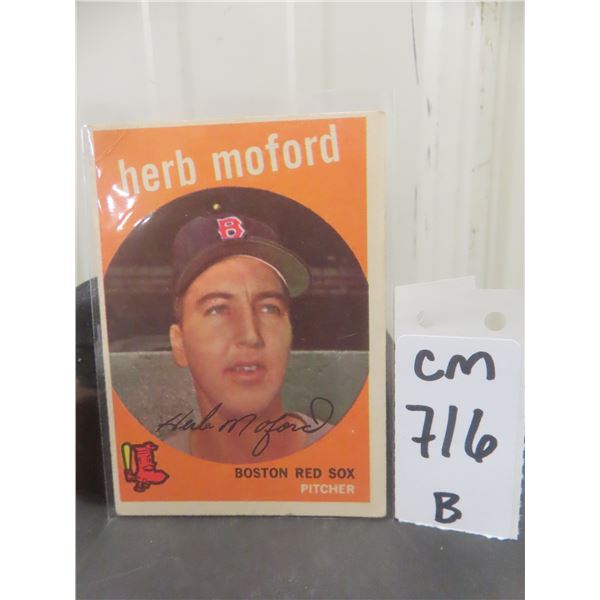 herb moford
B
Herb Moford
BOSTON RED SOX
PITCHER
CM
716
B